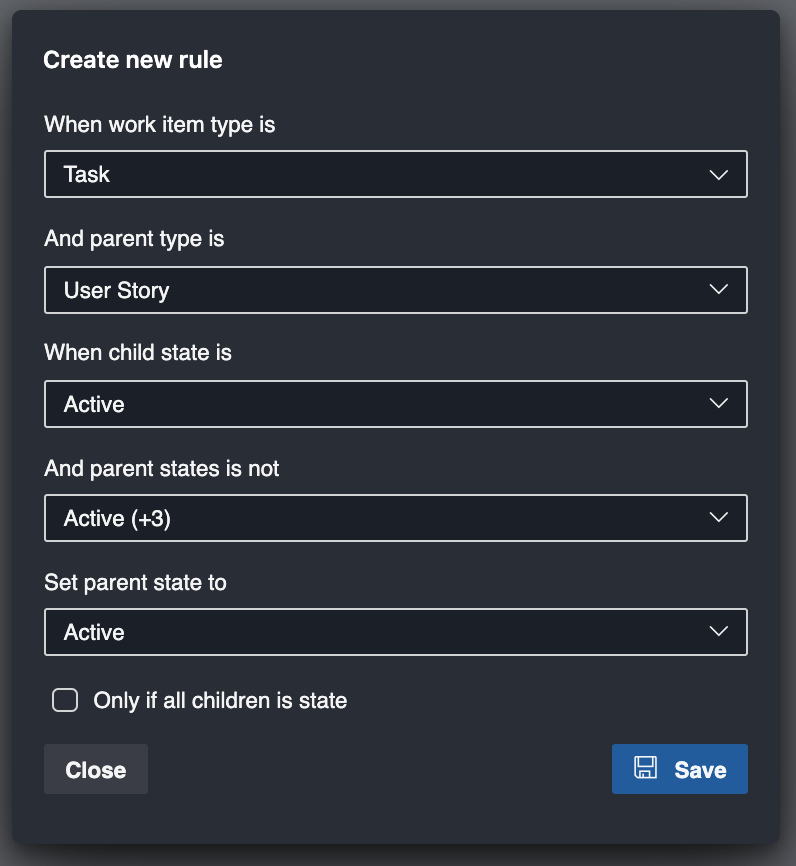 Create new rule
When work item type is
Task
And parent type is
User Story
When child state is
Active
And parent states is not
Active (+3)
Set parent state to
Active
Only if all children is state
Close
Save